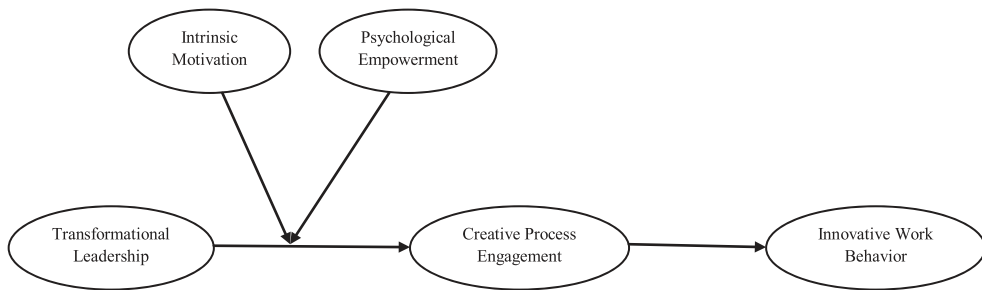 Intrinsic
Motivation
Psychological
Empowerment
Transformational
Leadership
Creative Process
Engagement
Innovative Work
Behavior